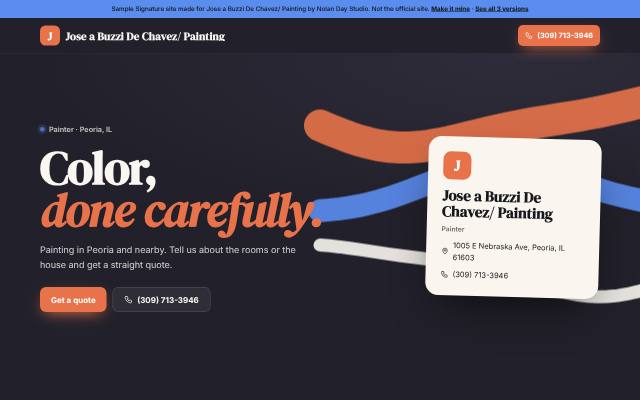 Sample Signature site made for Jose a Buzzi De Chavez/ Painting by Nolan Day Studio. Not the official site. Make it mine · See all 3 versions
J Jose a Buzzi De Chavez/ Painting
(309) 713-3946
Painter · Peoria, IL
Color,
done carefully.
Painting in Peoria and nearby. Tell us about the rooms or the
house and get a straight quote.
Get a quote
(309) 713-3946
J
Jose a Buzzi De
Chavez/ Painting
Painter
1005 E Nebraska Ave, Peoria, IL
61603
(309) 713-3946